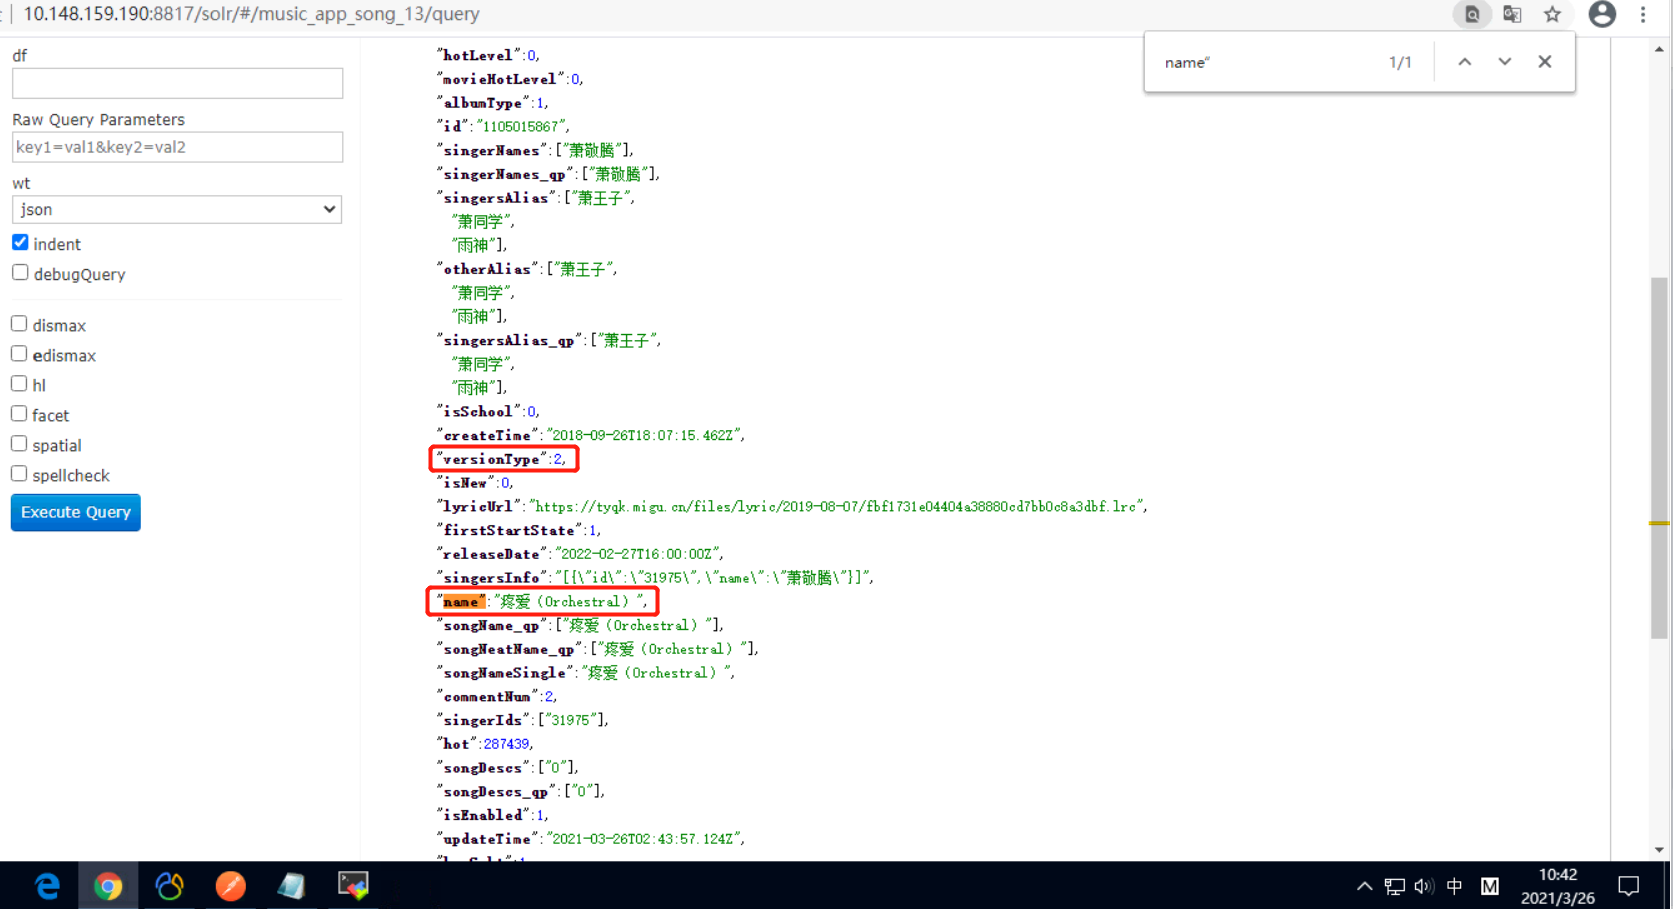 10.148.159.190:8817/solr/#/music_app_song_13/query
name"
1/1
df
Raw Query Parameters
key1=val1&key2=val2
wt
json
indent
debugQuery
dismax
edismax
hl
facet
spatial
spellcheck
Execute Query
"hotLevel":0,
"movieHotLevel":0,
"albumType":1,
"id":"1105015867",
"singerNames":["萧敬腾"],
"singerNames_qp":["萧敬腾"],
"singersAlias":["萧王子",
"萧同学",
"雨神"],
"otherAlias":["萧王子",
"萧同学",
"雨神"],
"singersAlias_qp":["萧王子",
"萧同学",
"雨神"],
"isSchool":0,
"createTime":"2018-09-26T18:07:15.462Z",
"versionType":2,
"isNew":0,
"lyricUrl":"https://tyqk.migu.cn/files/lyric/2019-08-07/fbf1731e04404a38880cd7bb0c8a3dbf.lrc",
"firstStartState":1,
"releaseDate":"2022-02-27T16:00:00Z",
"singersInfo":"[{\"id\":\"31975\",\"name\":\"萧敬腾\"}]",
"name":"疼爱（Orchestral）",
"songName_qp":["疼爱（Orchestral）"],
"songNeatName_qp":["疼爱（Orchestral）"],
"songNameSingle":"疼爱（Orchestral）",
"commentNum":2,
"singerIds":["31975"],
"hot":287439,
"songDescs":["0"],
"songDescs_qp":["0"],
"isEnabled":1,
"updateTime":"2021-03-26T02:43:57.124Z",
中
M
10:42
2021/3/26